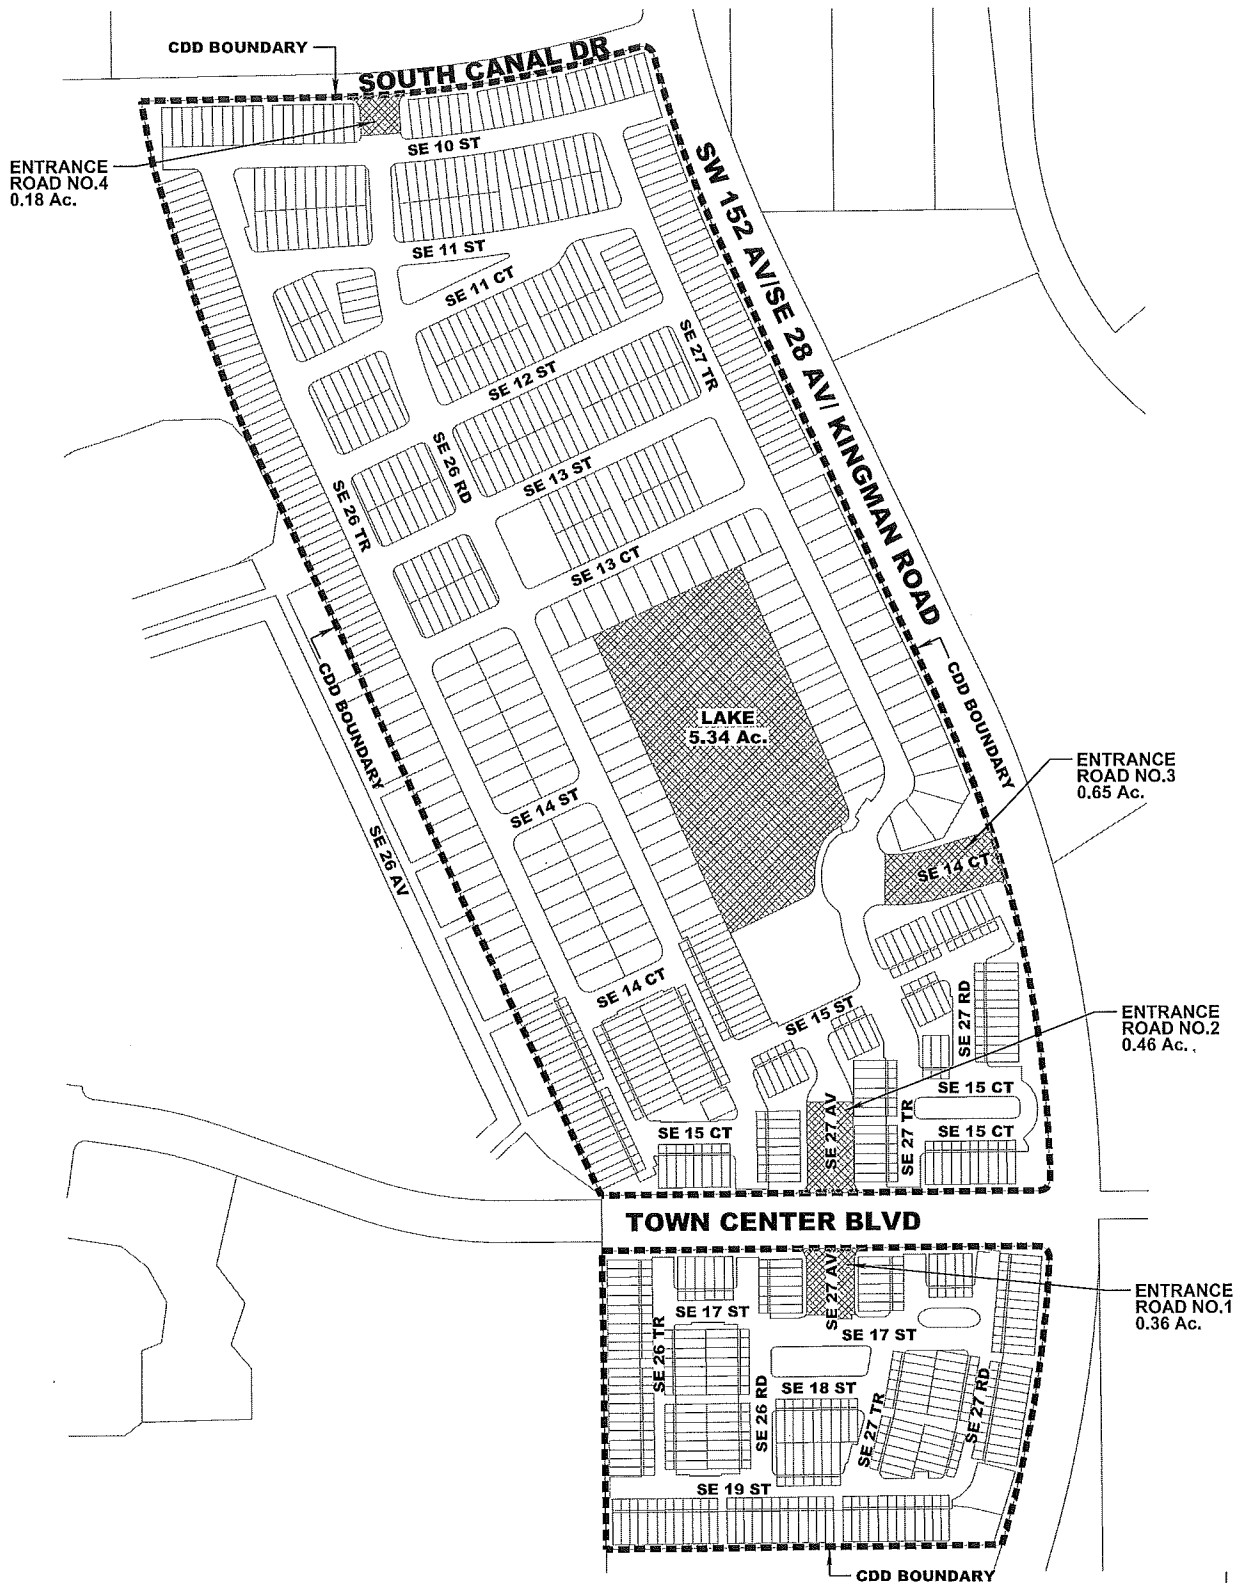 CDD BOUNDARY
SOUTH CANAL DR
ENTRANCE
ROAD NO.4
0.18 Ac.
SE 10 ST
SW 152 AV/SE 28 AV/ KINGMAN ROAD
SE 11 ST
SE 11 CT
SE 27 TR
SE 12 ST
SE 26 RD
SE 13 ST
SE 26 TR
SE 13 CT
CDD BOUNDARY
CDD BOUNDARY
LAKE
5.34 Ac.
ENTRANCE
ROAD NO.3
0.65 Ac.
SE 14 ST
SE 26 AV
SE 14 CT
SE 14 CT
SE 27 RD
SE 15 ST
ENTRANCE
ROAD NO.2
0.46 Ac.
SE 15 CT
SE 27 AV
SE 27 TR
SE 15 CT
SE 15 CT
TOWN CENTER BLVD
SE 27 AV
ENTRANCE
ROAD NO.1
0.36 Ac.
SE 17 ST
SE 17 ST
SE 26 TR
SE 18 ST
SE 26 RD
SE 27 TR
SE 27 RD
SE 19 ST
CDD BOUNDARY